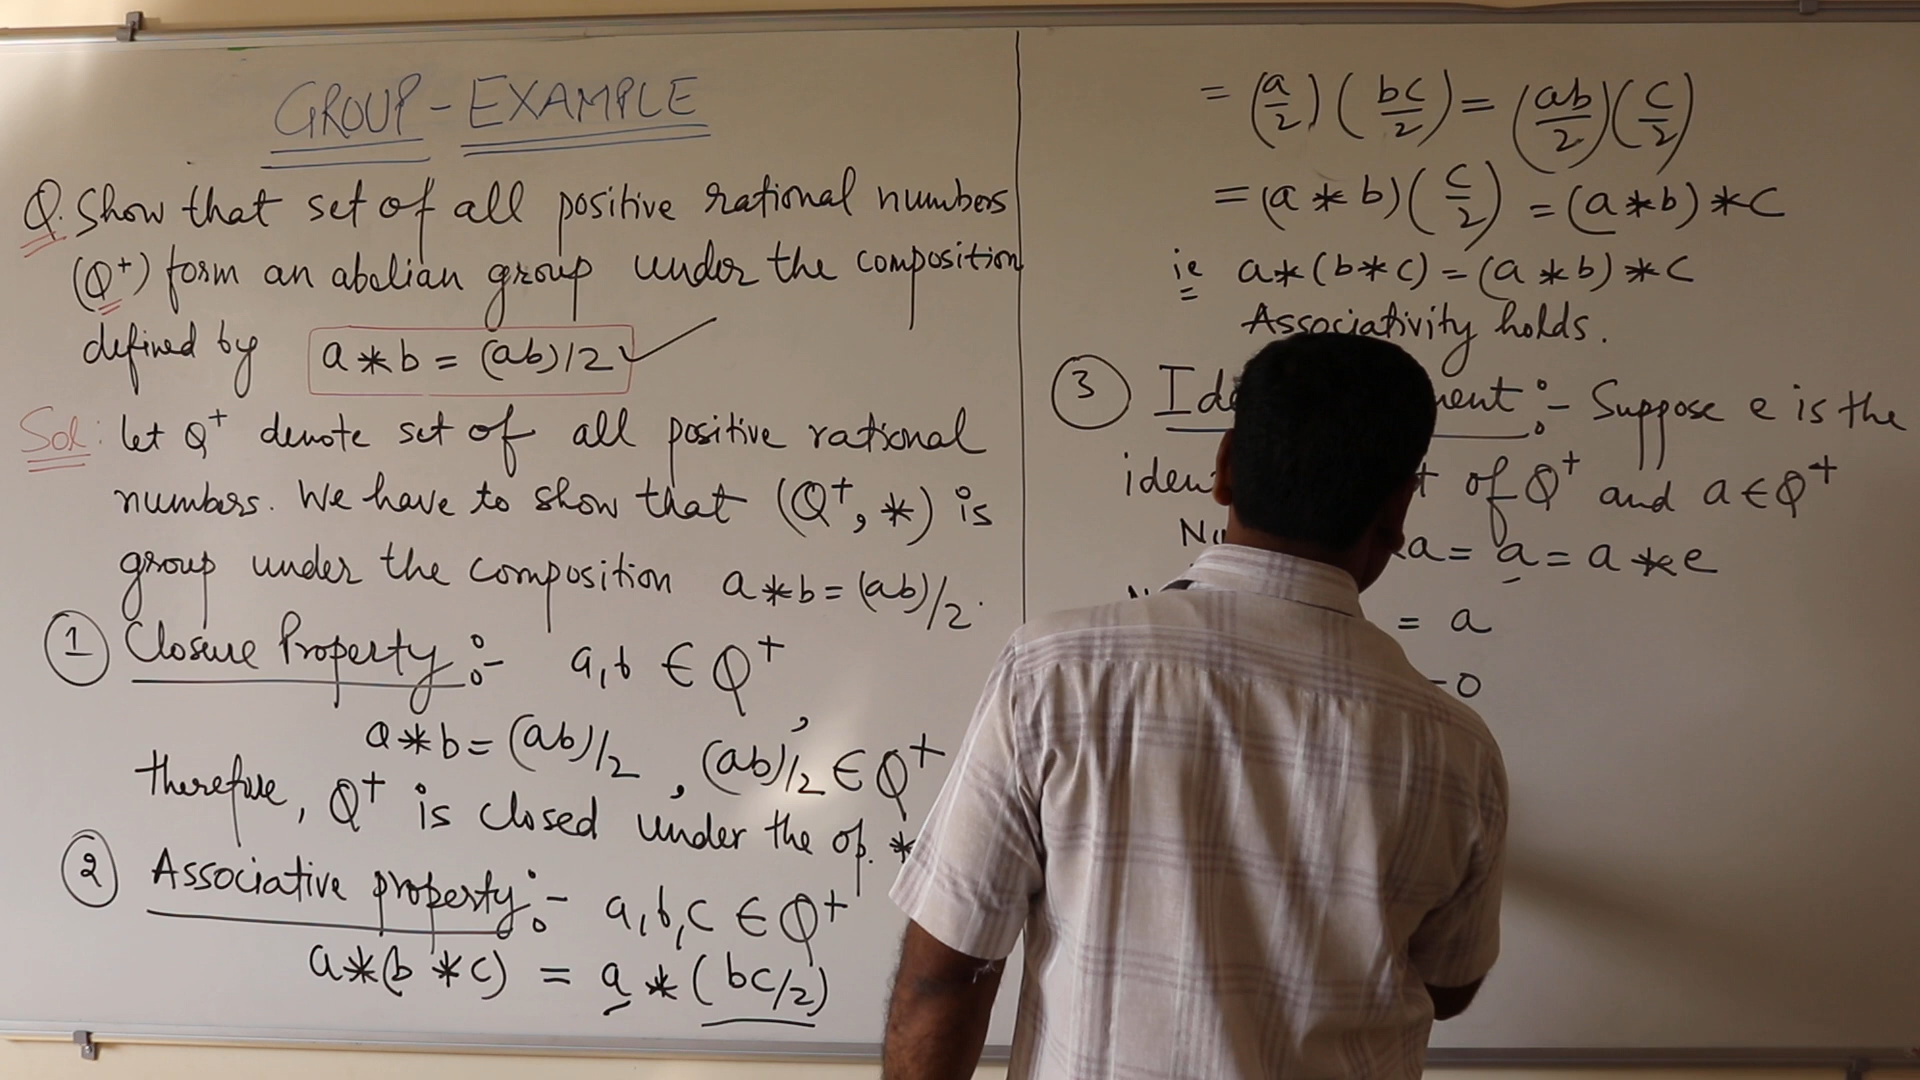 GROUP - EXAMPLE
Q. Show that set of all positive rational numbers
(Q⁺) form an abelian group under the composition
defined by a * b = (ab)/2 ✓
Sol: let Q⁺ denote set of all positive rational
numbers. We have to show that (Q⁺, *) is
group under the composition a * b = (ab)/2.
① Closure Property :- a, b ∈ Q⁺
a * b = (ab)/2 , (ab)/2 ∈ Q⁺
therefore, Q⁺ is closed under the op. *
② Associative property :- a, b, c ∈ Q⁺
a * (b * c) = a * (bc/2)
= (a/2) (bc/2) = (ab/2) (c/2)
= (a * b) (c/2) = (a * b) * c
ie a * (b * c) = (a * b) * c
Associativity holds.
③ :- Suppose e is the
of Q⁺ and a ∈ Q⁺
a = a = a * e
= a